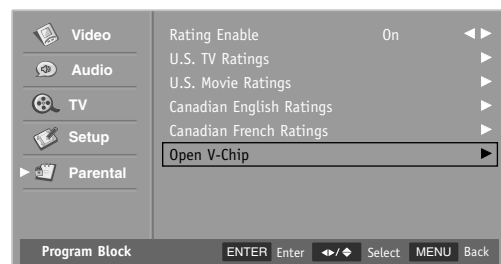 Video
Audio
TV
Setup
Parental
Rating Enable On
U.S. TV Ratings
U.S. Movie Ratings
Canadian English Ratings
Canadian French Ratings
Open V-Chip
Program Block ENTER Enter / Select MENU Back